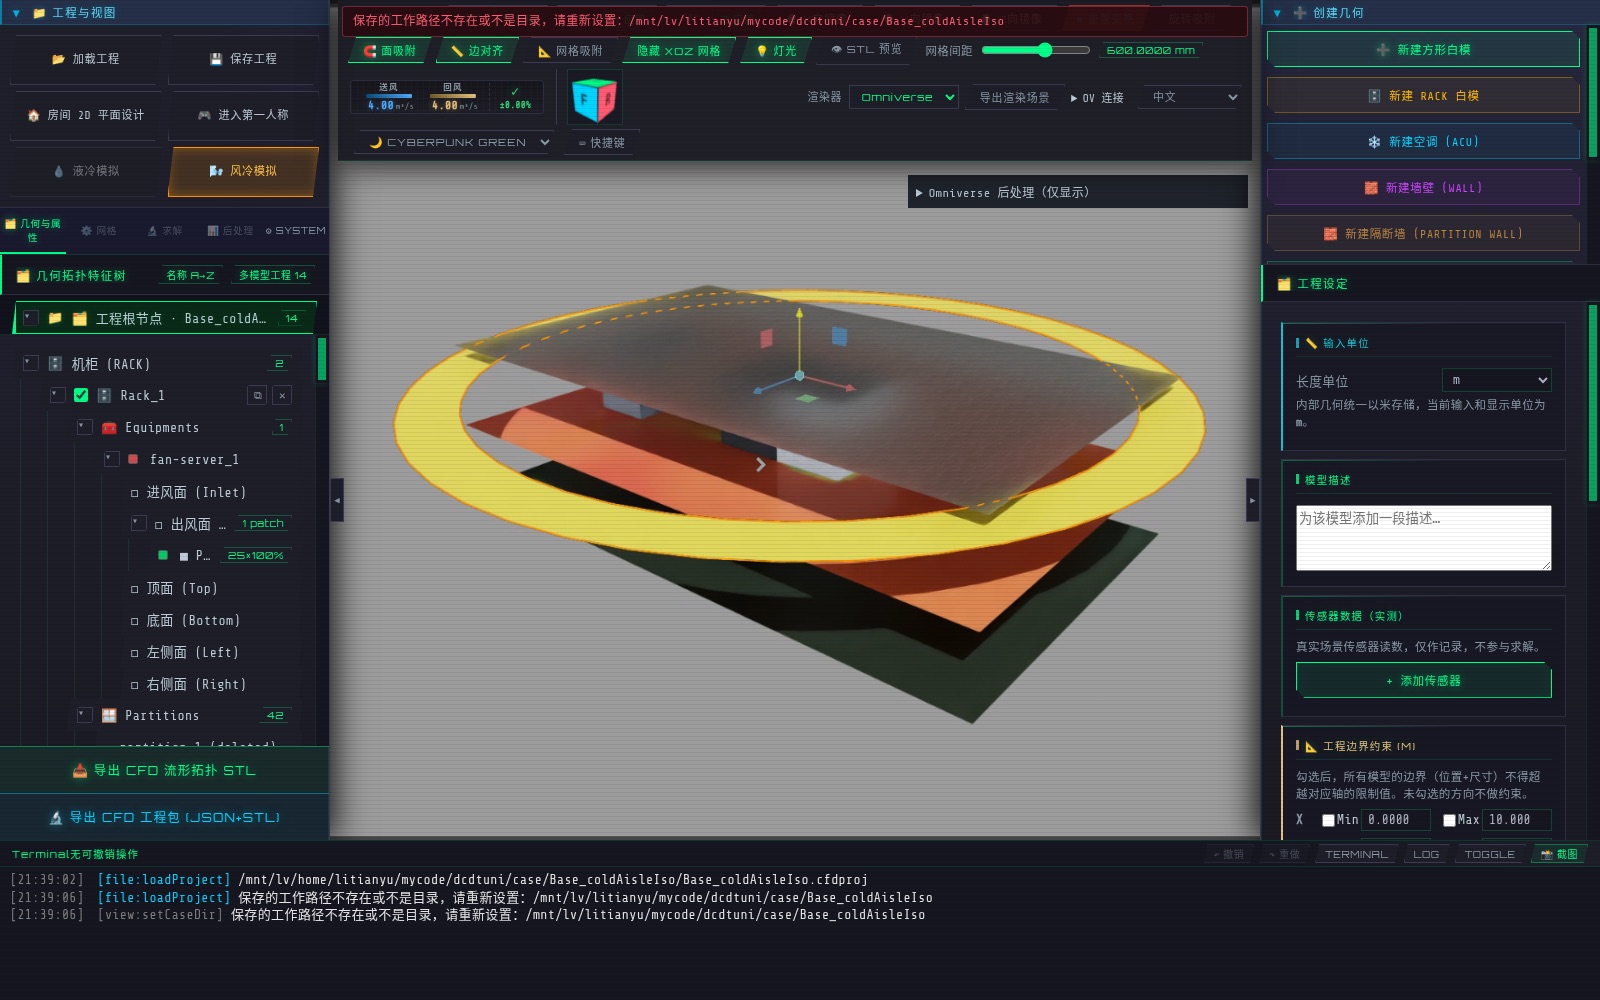 ▼ 📁 工程与视图
📂 加载工程
💾 保存工程
🏠 房间 2D 平面设计
🎮 进入第一人称
💧 液冷模拟
🌬️ 风冷模拟
🗂️ 几何与属性
⚙️ 网格
🔬 求解
📊 后处理
⚙ SYSTEM
🗂️ 几何拓扑特征树
名称 A→Z
多模型工程 14
📁 🗂️ 工程根节点 · Base_coldA… 14
🗄️ 机柜 (RACK) 2
Rack_1
🧰 Equipments 1
fan-server_1
□ 进风面 (Inlet)
□ 出风面 … 1 patch
■ P… 25×100%
□ 顶面 (Top)
□ 底面 (Bottom)
□ 左侧面 (Left)
□ 右侧面 (Right)
🪟 Partitions 42
partition_1 (deleted)
📥 导出 CFD 流形拓扑 STL
🔬 导出 CFD 工程包 (JSON+STL)
保存的工作路径不存在或不是目录，请重新设置：/mnt/lv/litianyu/mycode/dcdtuni/case/Base_coldAisleIso
🧲 面吸附
📏 边对齐
📐 网格吸附
隐藏 XOZ 网格
💡 灯光
👁 STL 预览
网格间距
600.0000 mm
送风
4.00 m³/s
回风
4.00 m³/s
✓
±0.00%
F
R
渲染器
Omniverse
导出渲染场景
▶ OV 连接
中文
🌙 CYBERPUNK GREEN
⌨ 快捷键
▶ Omniverse 后处理（仅显示）
▼ ➕ 创建几何
➕ 新建方形白模
🗄️ 新建 RACK 白模
❄️ 新建空调 (ACU)
🧱 新建墙壁 (WALL)
🧱 新建隔断墙 (PARTITION WALL)
🗂️ 工程设定
📏 输入单位
长度单位
m
内部几何统一以米存储，当前输入和显示单位为
m。
模型描述
为该模型添加一段描述…
传感器数据（实测）
真实场景传感器读数，仅作记录，不参与求解。
+ 添加传感器
📐 工程边界约束 (M)
勾选后，所有模型的边界（位置+尺寸）不得超
越对应轴的限制值。未勾选的方向不做约束。
X Min 0.0000 Max 10.000
Terminal无可撤销操作
↶ 撤销
↷ 重做
TERMINAL
LOG
TOGGLE
📸 截图
[21:39:02] [file:loadProject] /mnt/lv/home/litianyu/mycode/dcdtuni/case/Base_coldAisleIso/Base_coldAisleIso.cfdproj
[21:39:06] [file:loadProject] 保存的工作路径不存在或不是目录，请重新设置：/mnt/lv/litianyu/mycode/dcdtuni/case/Base_coldAisleIso
[21:39:06] [view:setCaseDir] 保存的工作路径不存在或不是目录，请重新设置：/mnt/lv/litianyu/mycode/dcdtuni/case/Base_coldAisleIso